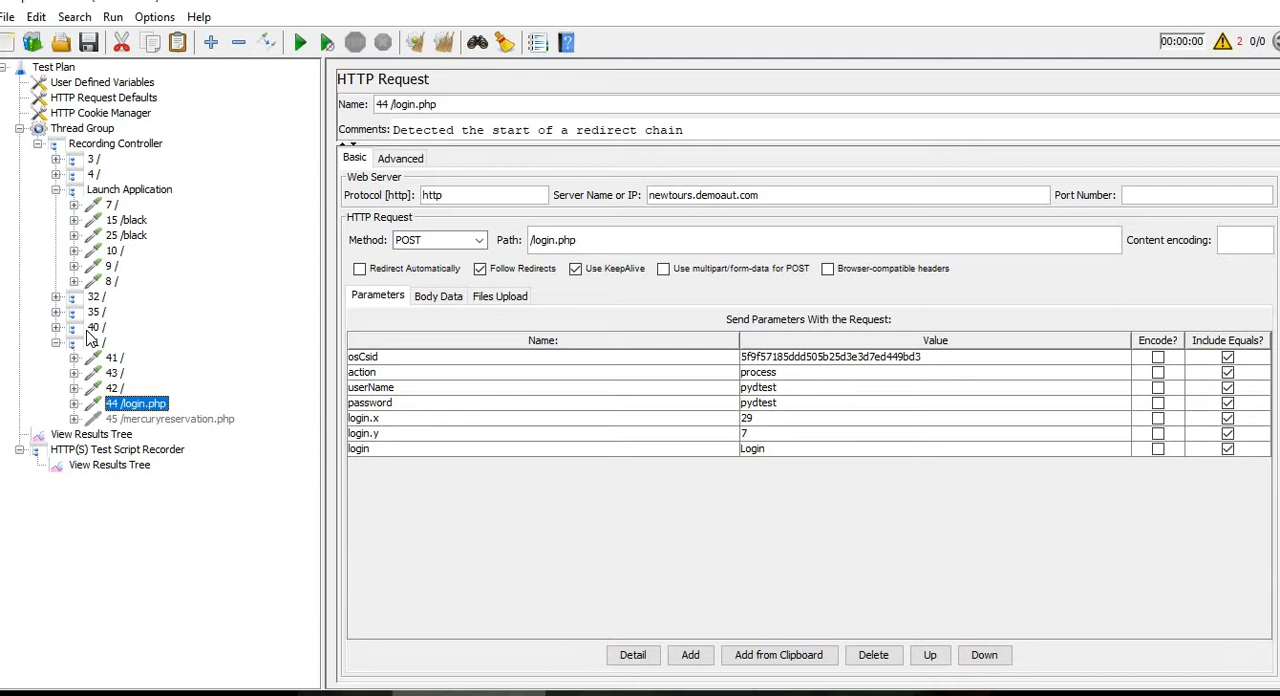 File Edit Search Run Options Help
00:00:00 2 0/0
Test Plan
User Defined Variables
HTTP Request Defaults
HTTP Cookie Manager
Thread Group
Recording Controller
3 /
4 /
Launch Application
7 /
15 /black
25 /black
10 /
9 /
8 /
32 /
35 /
40 /
1 /
41 /
43 /
42 /
44 /login.php
45 /mercuryreservation.php
View Results Tree
HTTP(S) Test Script Recorder
View Results Tree
HTTP Request
Name: 44 /login.php
Comments: Detected the start of a redirect chain
Basic Advanced
Web Server
Protocol [http]: http Server Name or IP: newtours.demoaut.com Port Number:
HTTP Request
Method: POST Path: /login.php Content encoding:
Redirect Automatically Follow Redirects Use KeepAlive Use multipart/form-data for POST Browser-compatible headers
Parameters Body Data Files Upload
Send Parameters With the Request:
Name: Value Encode? Include Equals?
osCsid 5f9f57185ddd505b25d3e3d7ed449bd3
action process
userName pydtest
password pydtest
login.x 29
login.y 7
login Login
Detail Add Add from Clipboard Delete Up Down